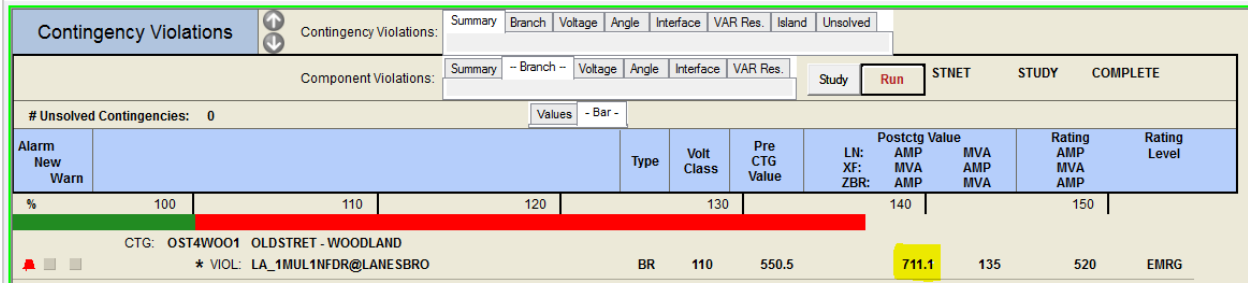 Contingency Violations
Contingency Violations: Summary Branch Voltage Angle Interface VAR Res. Island Unsolved
Component Violations: Summary -- Branch -- Voltage Angle Interface VAR Res. Study Run STNET STUDY COMPLETE
# Unsolved Contingencies: 0 Values - Bar -
Alarm
New
Warn
Type
Volt
Class
Pre
CTG
Value
Postctg Value
LN: AMP MVA
XF: MVA AMP
ZBR: AMP MVA
Rating
AMP
MVA
AMP
Rating
Level
% 100 110 120 130 140 150
CTG: OST4WOO1 OLDSTRET - WOODLAND
* VIOL: LA_1MUL1NFDR@LANESBRO BR 110 550.5 711.1 135 520 EMRG